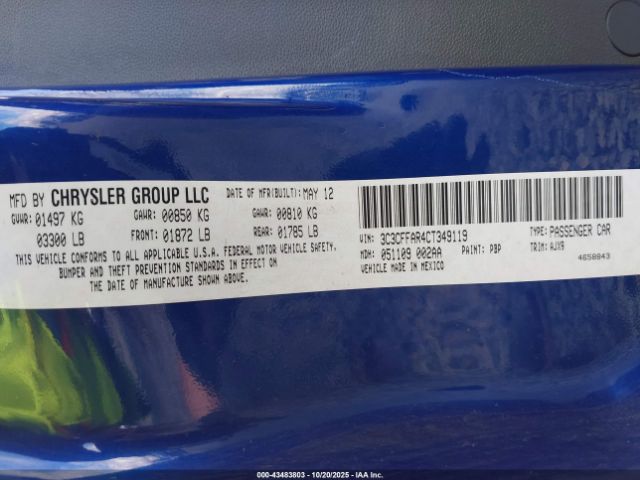 MFD BY CHRYSLER GROUP LLC DATE OF MFR(BUILT): MAY 12
GVWR: 01497 KG GAWR: 00850 KG GAWR: 00810 KG
03300 LB FRONT: 01872 LB REAR: 01785 LB
THIS VEHICLE CONFORMS TO ALL APPLICABLE U.S.A. FEDERAL MOTOR VEHICLE SAFETY,
BUMPER AND THEFT PREVENTION STANDARDS IN EFFECT ON
THE DATE OF MANUFACTURE SHOWN ABOVE.
VIN: 3C3CFFAR4CT349119 TYPE: PASSENGER CAR
MDH: 051109 002AA PAINT: PBP TRIM: AJX9
VEHICLE MADE IN MEXICO 4658843
000-43483803 | 10/20/2025 | © IAA Inc.